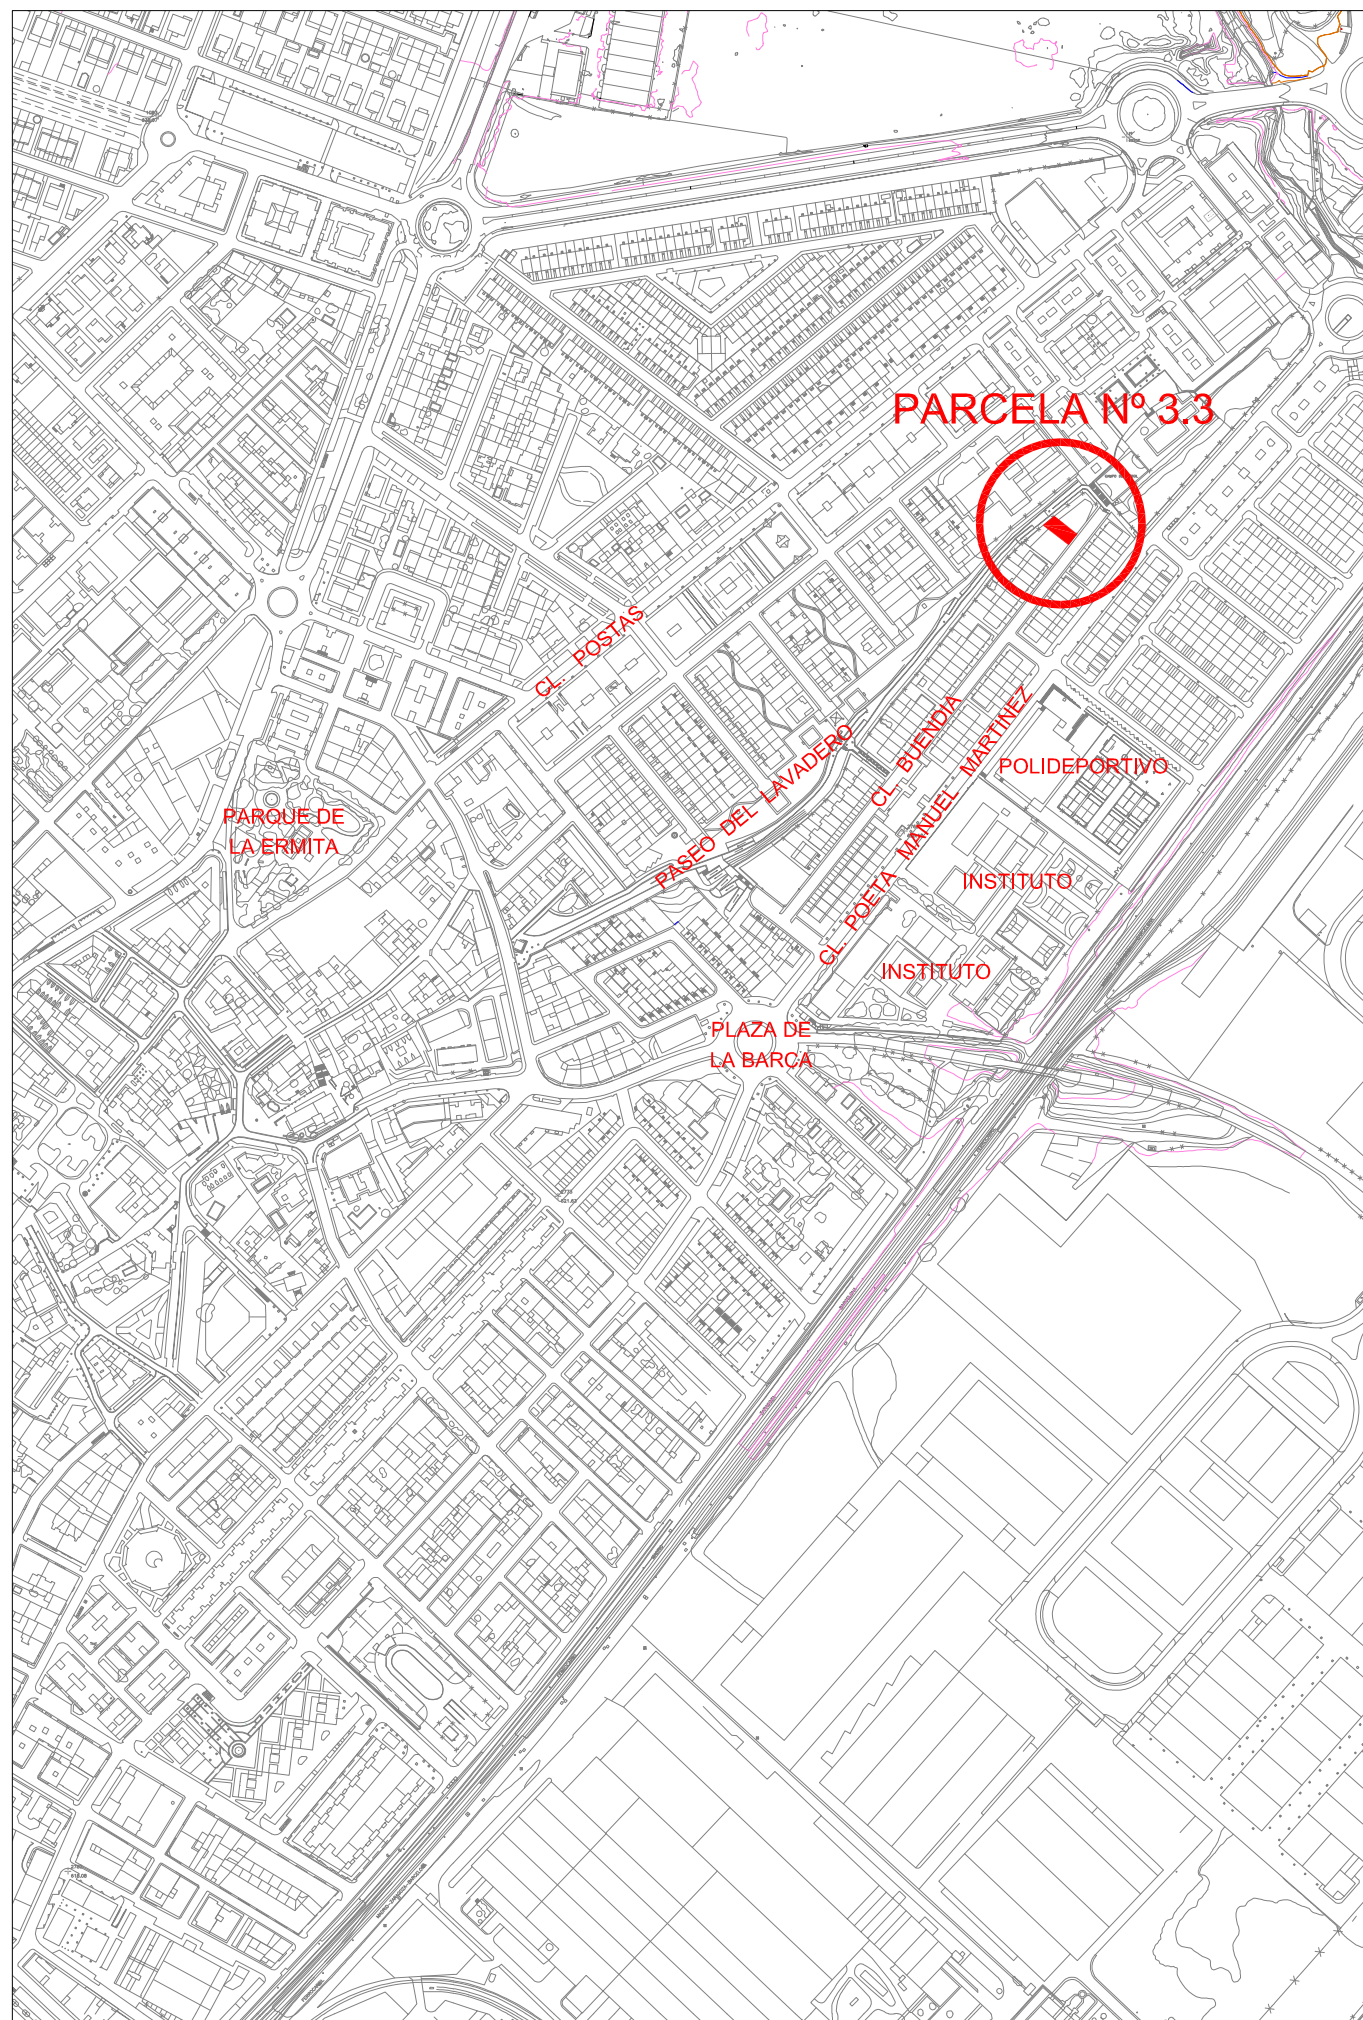 PARCELA Nº 3.3
CL. POSTAS
PASEO DEL LAVADERO
CL. BUENDIA
CL. POETA MANUEL MARTINEZ
POLIDEPORTIVO
PARQUE DE
LA ERMITA
INSTITUTO
INSTITUTO
PLAZA DE
LA BARCA